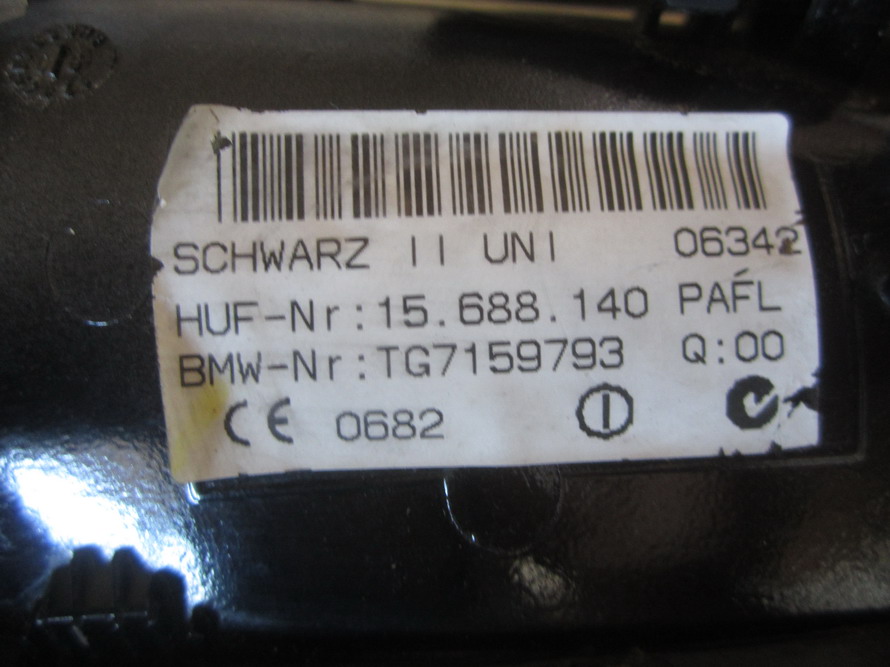 SCHWARZ II UNI 06342
HUF-Nr:15.688.140 PAFL
BMW-Nr:TG7159793 Q:00
CE 0682